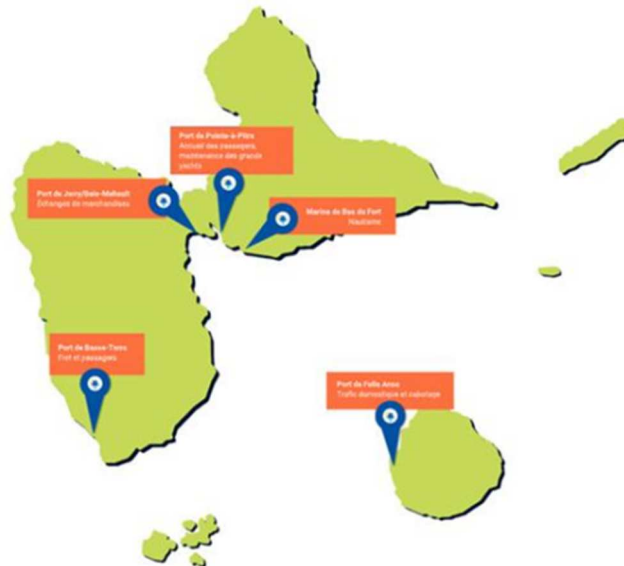 Port de Pointe-à-Pitre
Accueil des passagers,
maintenance des grands
yachts
Port de Jarry/Baie-Mahault
Échanges de marchandises
Marina de Bas du Fort
Nautisme
Port de Basse-Terre
Fret et passagers
Port de Folle Anse
Trafic domestique et cabotage